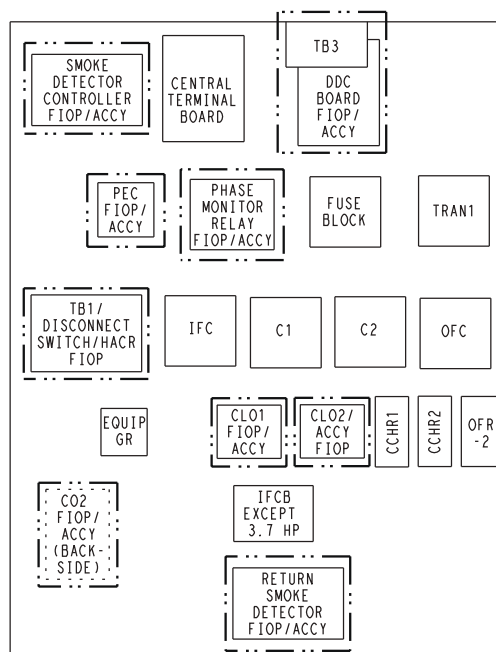 SMOKE
DETECTOR
CONTROLLER
FIOP/ACCY
CENTRAL
TERMINAL
BOARD
TB3
DDC
BOARD
FIOP/
ACCY
PEC
FIOP/
ACCY
PHASE
MONITOR
RELAY
FIOP/ACCY
FUSE
BLOCK
TRAN1
TB1/
DISCONNECT
SWITCH/HACR
FIOP
IFC
C1
C2
OFC
EQUIP
GR
CLO1
FIOP/
ACCY
CLO2/
ACCY
FIOP
CCHR1
CCHR2
OFR
-2
CO2
FIOP/
ACCY
(BACK-
SIDE)
IFCB
EXCEPT
3.7 HP
RETURN
SMOKE
DETECTOR
FIOP/ACCY